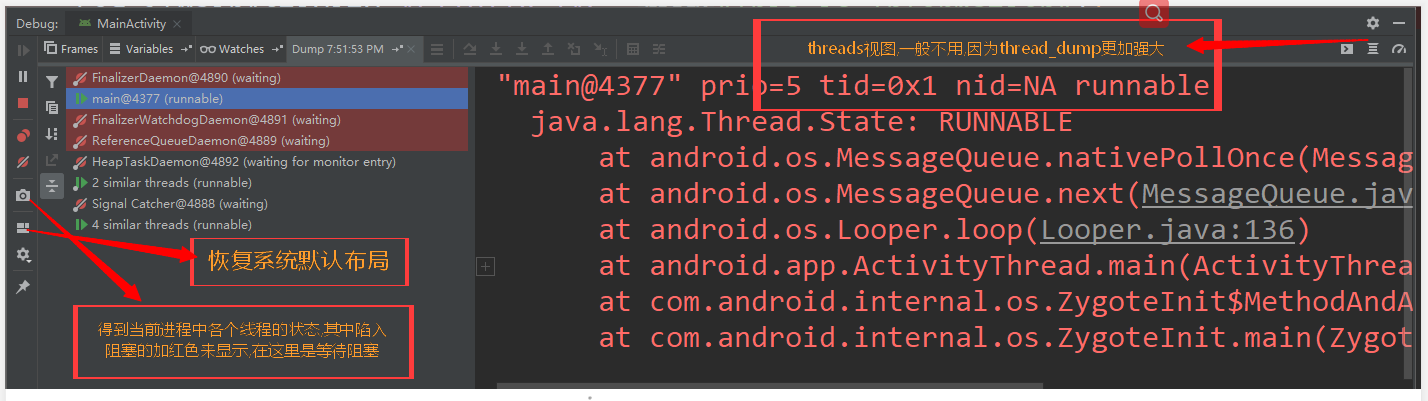 Debug: MainActivity
Frames Variables Watches Dump 7:51:53 PM
threads视图,一般不用,因为thread_dump更加强大
FinalizerDaemon@4890 (waiting)
main@4377 (runnable)
FinalizerWatchdogDaemon@4891 (waiting)
ReferenceQueueDaemon@4889 (waiting)
HeapTaskDaemon@4892 (waiting for monitor entry)
2 similar threads (runnable)
Signal Catcher@4888 (waiting)
4 similar threads (runnable)
恢复系统默认布局
得到当前进程中各个线程的状态,其中陷入
阻塞的加红色来显示,在这里是等待阻塞
"main@4377" prio=5 tid=0x1 nid=NA runnable
java.lang.Thread.State: RUNNABLE
at android.os.MessageQueue.nativePollOnce(Messag
at android.os.MessageQueue.next(MessageQueue.jav
at android.os.Looper.loop(Looper.java:136)
at android.app.ActivityThread.main(ActivityThrea
at com.android.internal.os.ZygoteInit$MethodAndA
at com.android.internal.os.ZygoteInit.main(Zygot